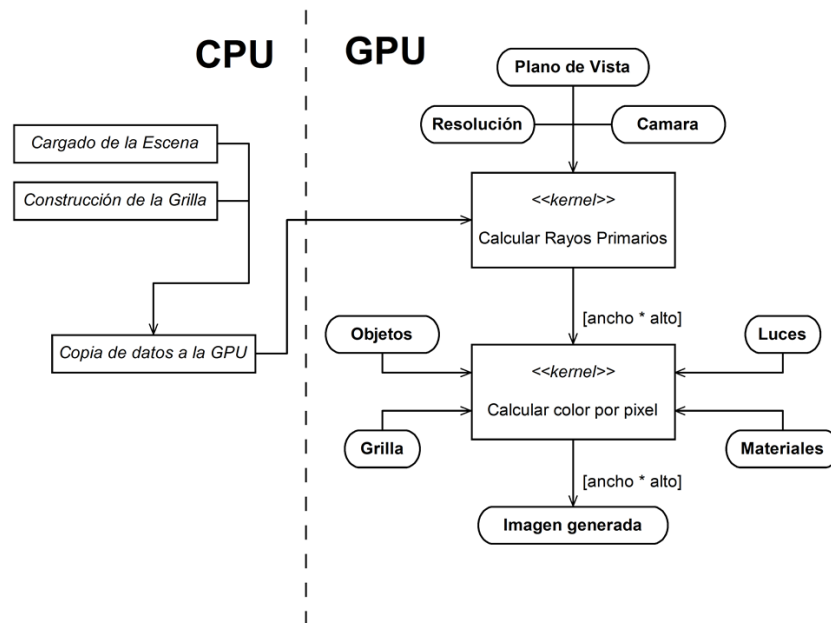 CPU
GPU
Plano de Vista
Resolución
Camara
Cargado de la Escena
Construcción de la Grilla
<<kernel>>
Calcular Rayos Primarios
[ancho * alto]
Copia de datos a la GPU
Objetos
Luces
<<kernel>>
Calcular color por pixel
Grilla
Materiales
[ancho * alto]
Imagen generada